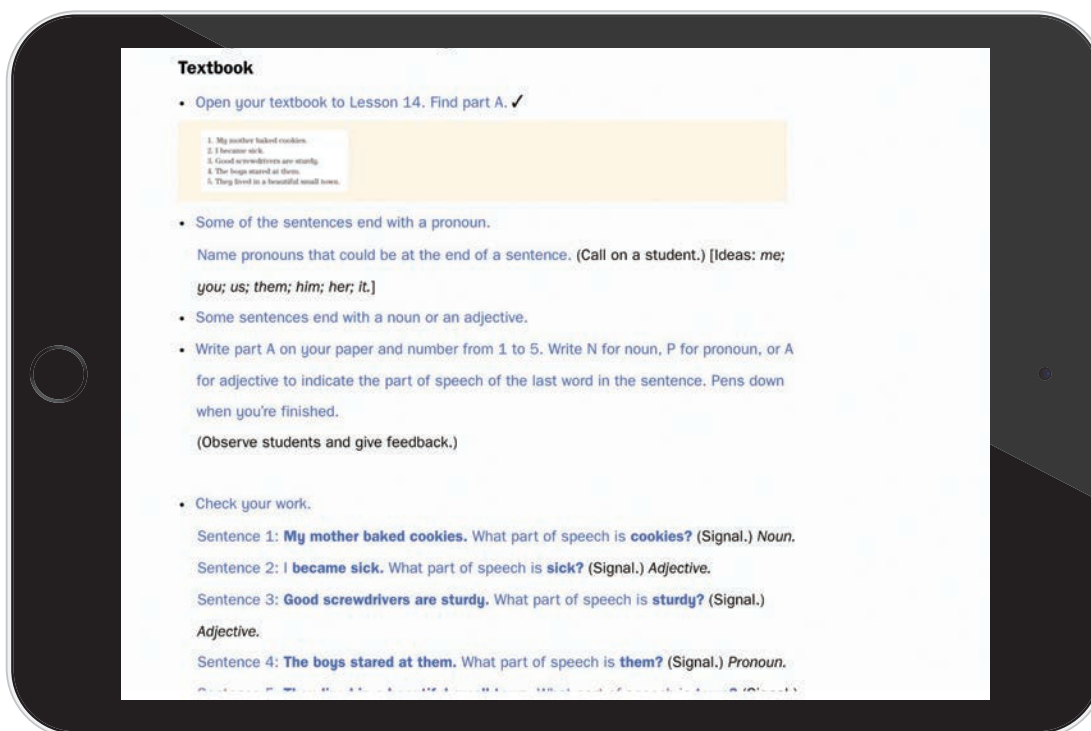 Textbook
• Open your textbook to Lesson 14. Find part A. ✓
1. My mother baked cookies.
2. I became sick.
3. Good screwdrivers are sturdy.
4. The boys stared at them.
5. They lived in a beautiful small town.
• Some of the sentences end with a pronoun.
Name pronouns that could be at the end of a sentence. (Call on a student.) [Ideas: me;
you; us; them; him; her; it.]
• Some sentences end with a noun or an adjective.
• Write part A on your paper and number from 1 to 5. Write N for noun, P for pronoun, or A
for adjective to indicate the part of speech of the last word in the sentence. Pens down
when you're finished.
(Observe students and give feedback.)
• Check your work.
Sentence 1: My mother baked cookies. What part of speech is cookies? (Signal.) Noun.
Sentence 2: I became sick. What part of speech is sick? (Signal.) Adjective.
Sentence 3: Good screwdrivers are sturdy. What part of speech is sturdy? (Signal.)
Adjective.
Sentence 4: The boys stared at them. What part of speech is them? (Signal.) Pronoun.